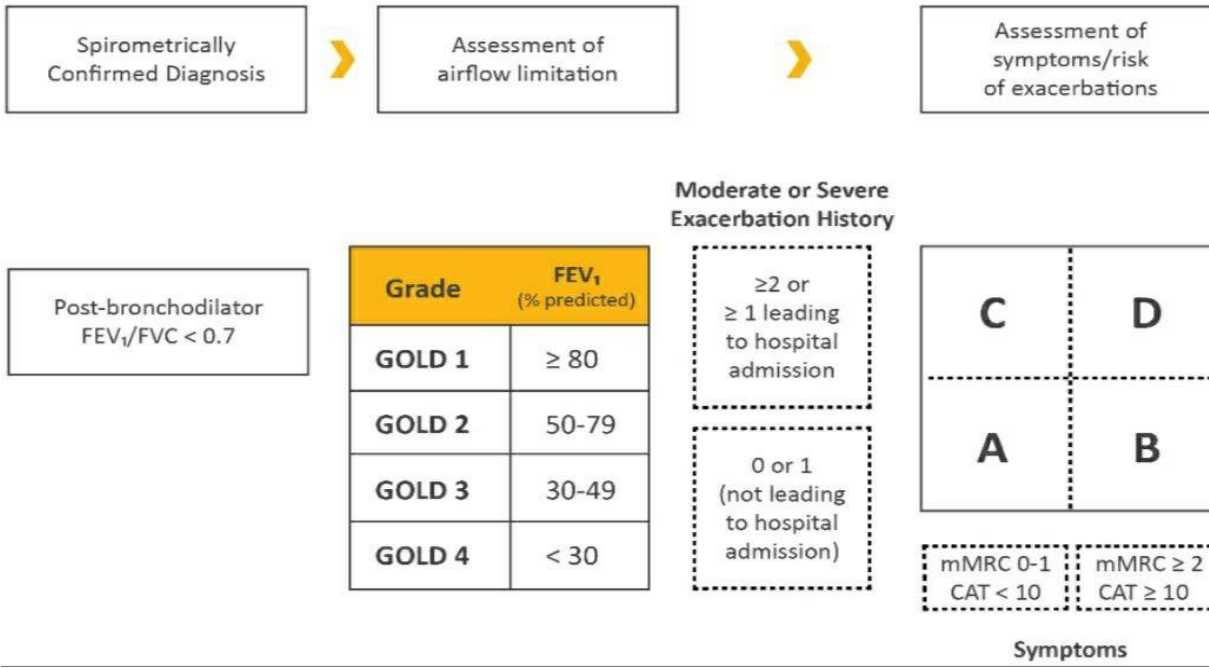 Spirometrically
Confirmed Diagnosis
Assessment of
airflow limitation
Assessment of
symptoms/risk
of exacerbations
Post-bronchodilator
FEV₁/FVC < 0.7
Grade
FEV₁
(% predicted)
GOLD 1
≥ 80
GOLD 2
50-79
GOLD 3
30-49
GOLD 4
< 30
Moderate or Severe
Exacerbation History
≥2 or
≥ 1 leading
to hospital
admission
0 or 1
(not leading
to hospital
admission)
C
D
A
B
mMRC 0-1
CAT < 10
mMRC ≥ 2
CAT ≥ 10
Symptoms